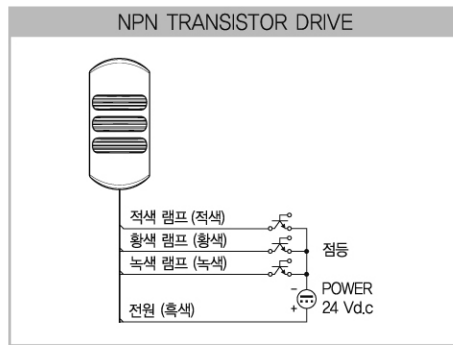 NPN TRANSISTOR DRIVE
적색 램프 (적색)
황색 램프 (황색)
점등
녹색 램프 (녹색)
- POWER
전원 (흑색)
+ 24 Vd.c